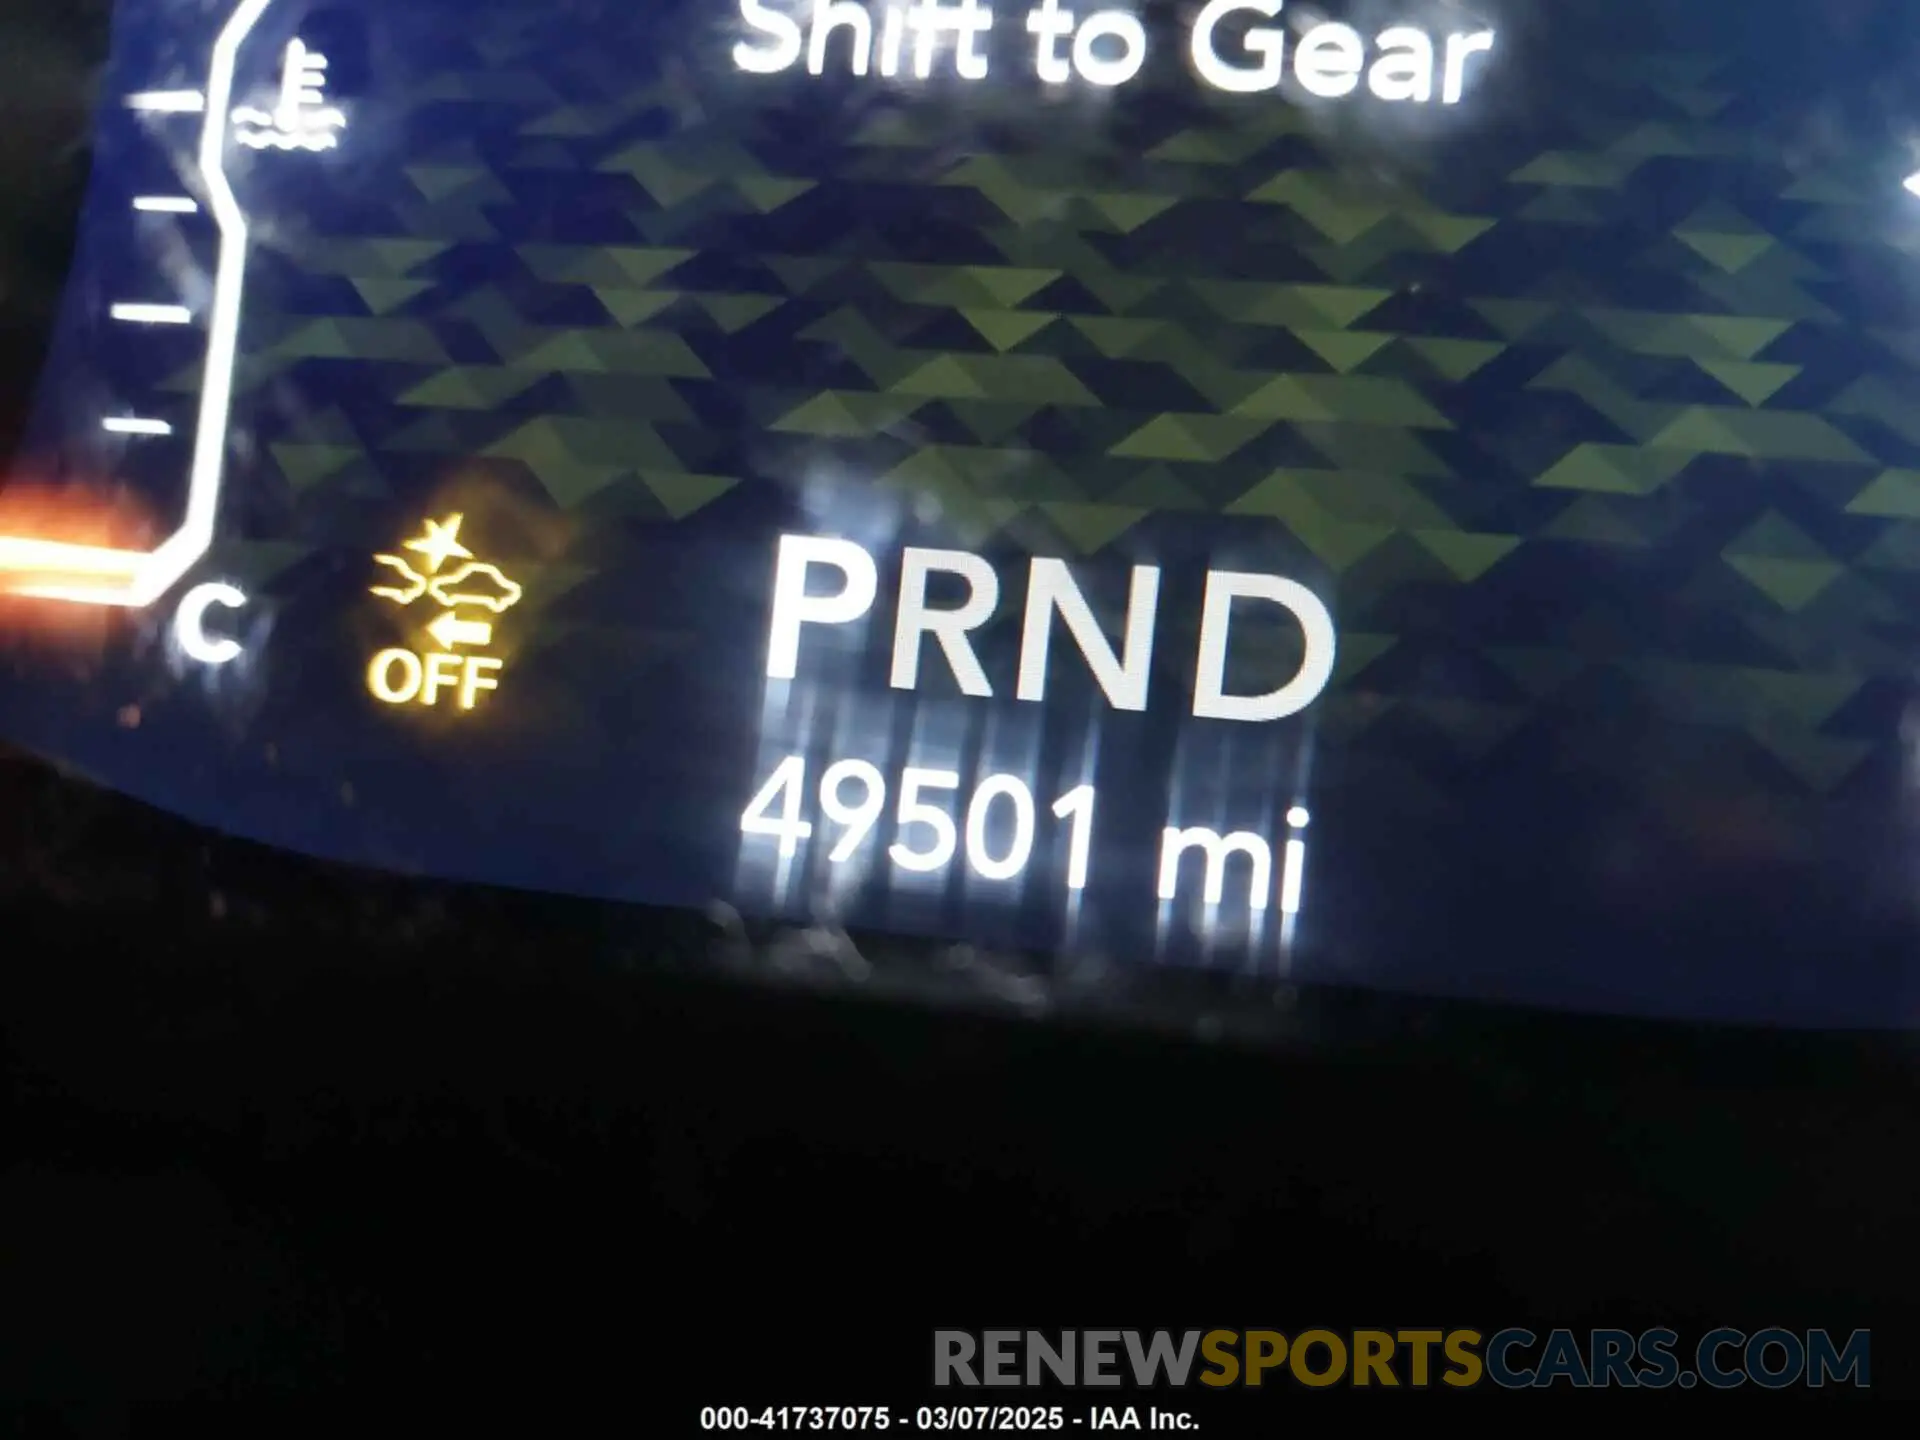 Shift to Gear
C
OFF
PRND
49501 mi
RENEWSPORTSCARS.COM
000-41737075 - 03/07/2025 - IAA Inc.